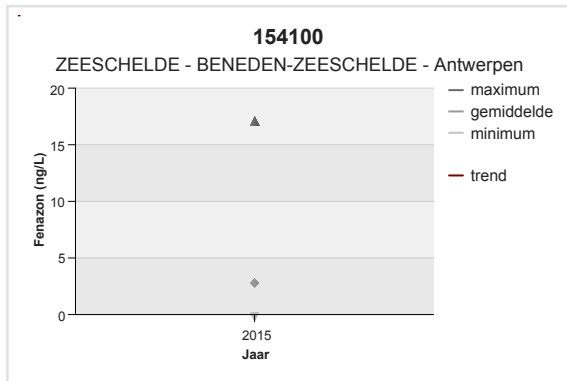 154100
ZEESCHELDE - BENEDEN-ZEESCHELDE - Antwerpen
maximum
gemiddelde
minimum
trend
Fenazon (ng/L)
20
15
10
5
0
2015
Jaar